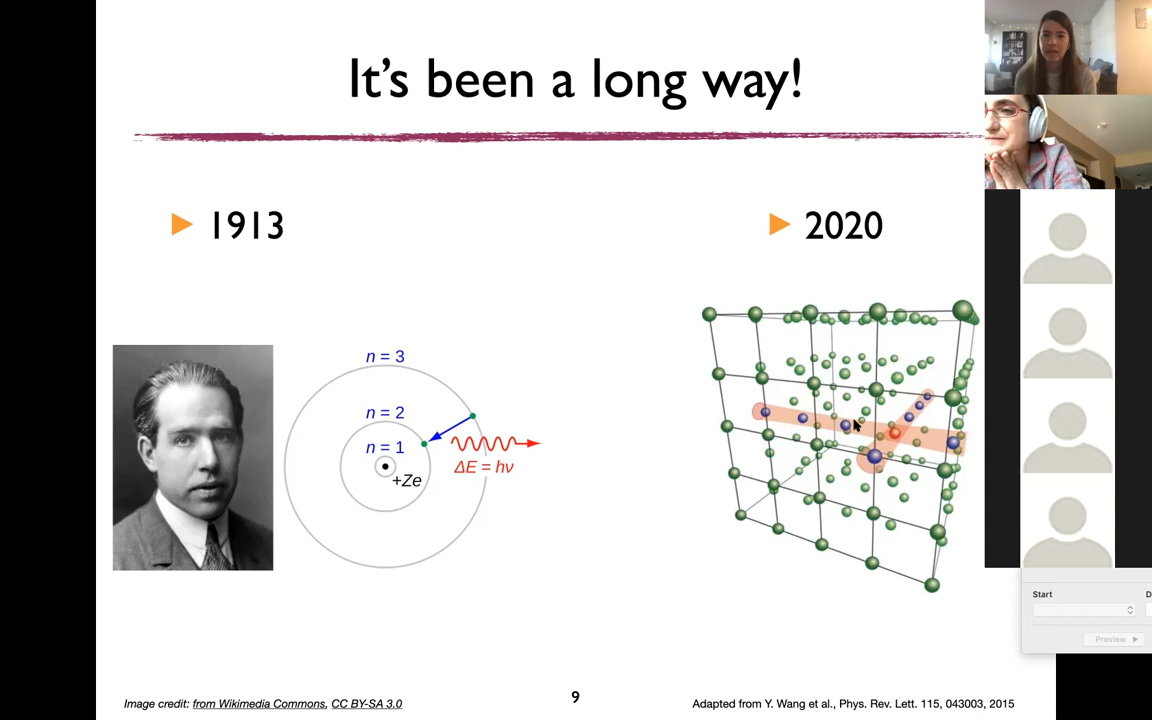 It's been a long way!
1913
2020
n = 3
n = 2
n = 1
+Ze
ΔE = hν
Start
D
Preview
Image credit: from Wikimedia Commons, CC BY-SA 3.0
9
Adapted from Y. Wang et al., Phys. Rev. Lett. 115, 043003, 2015